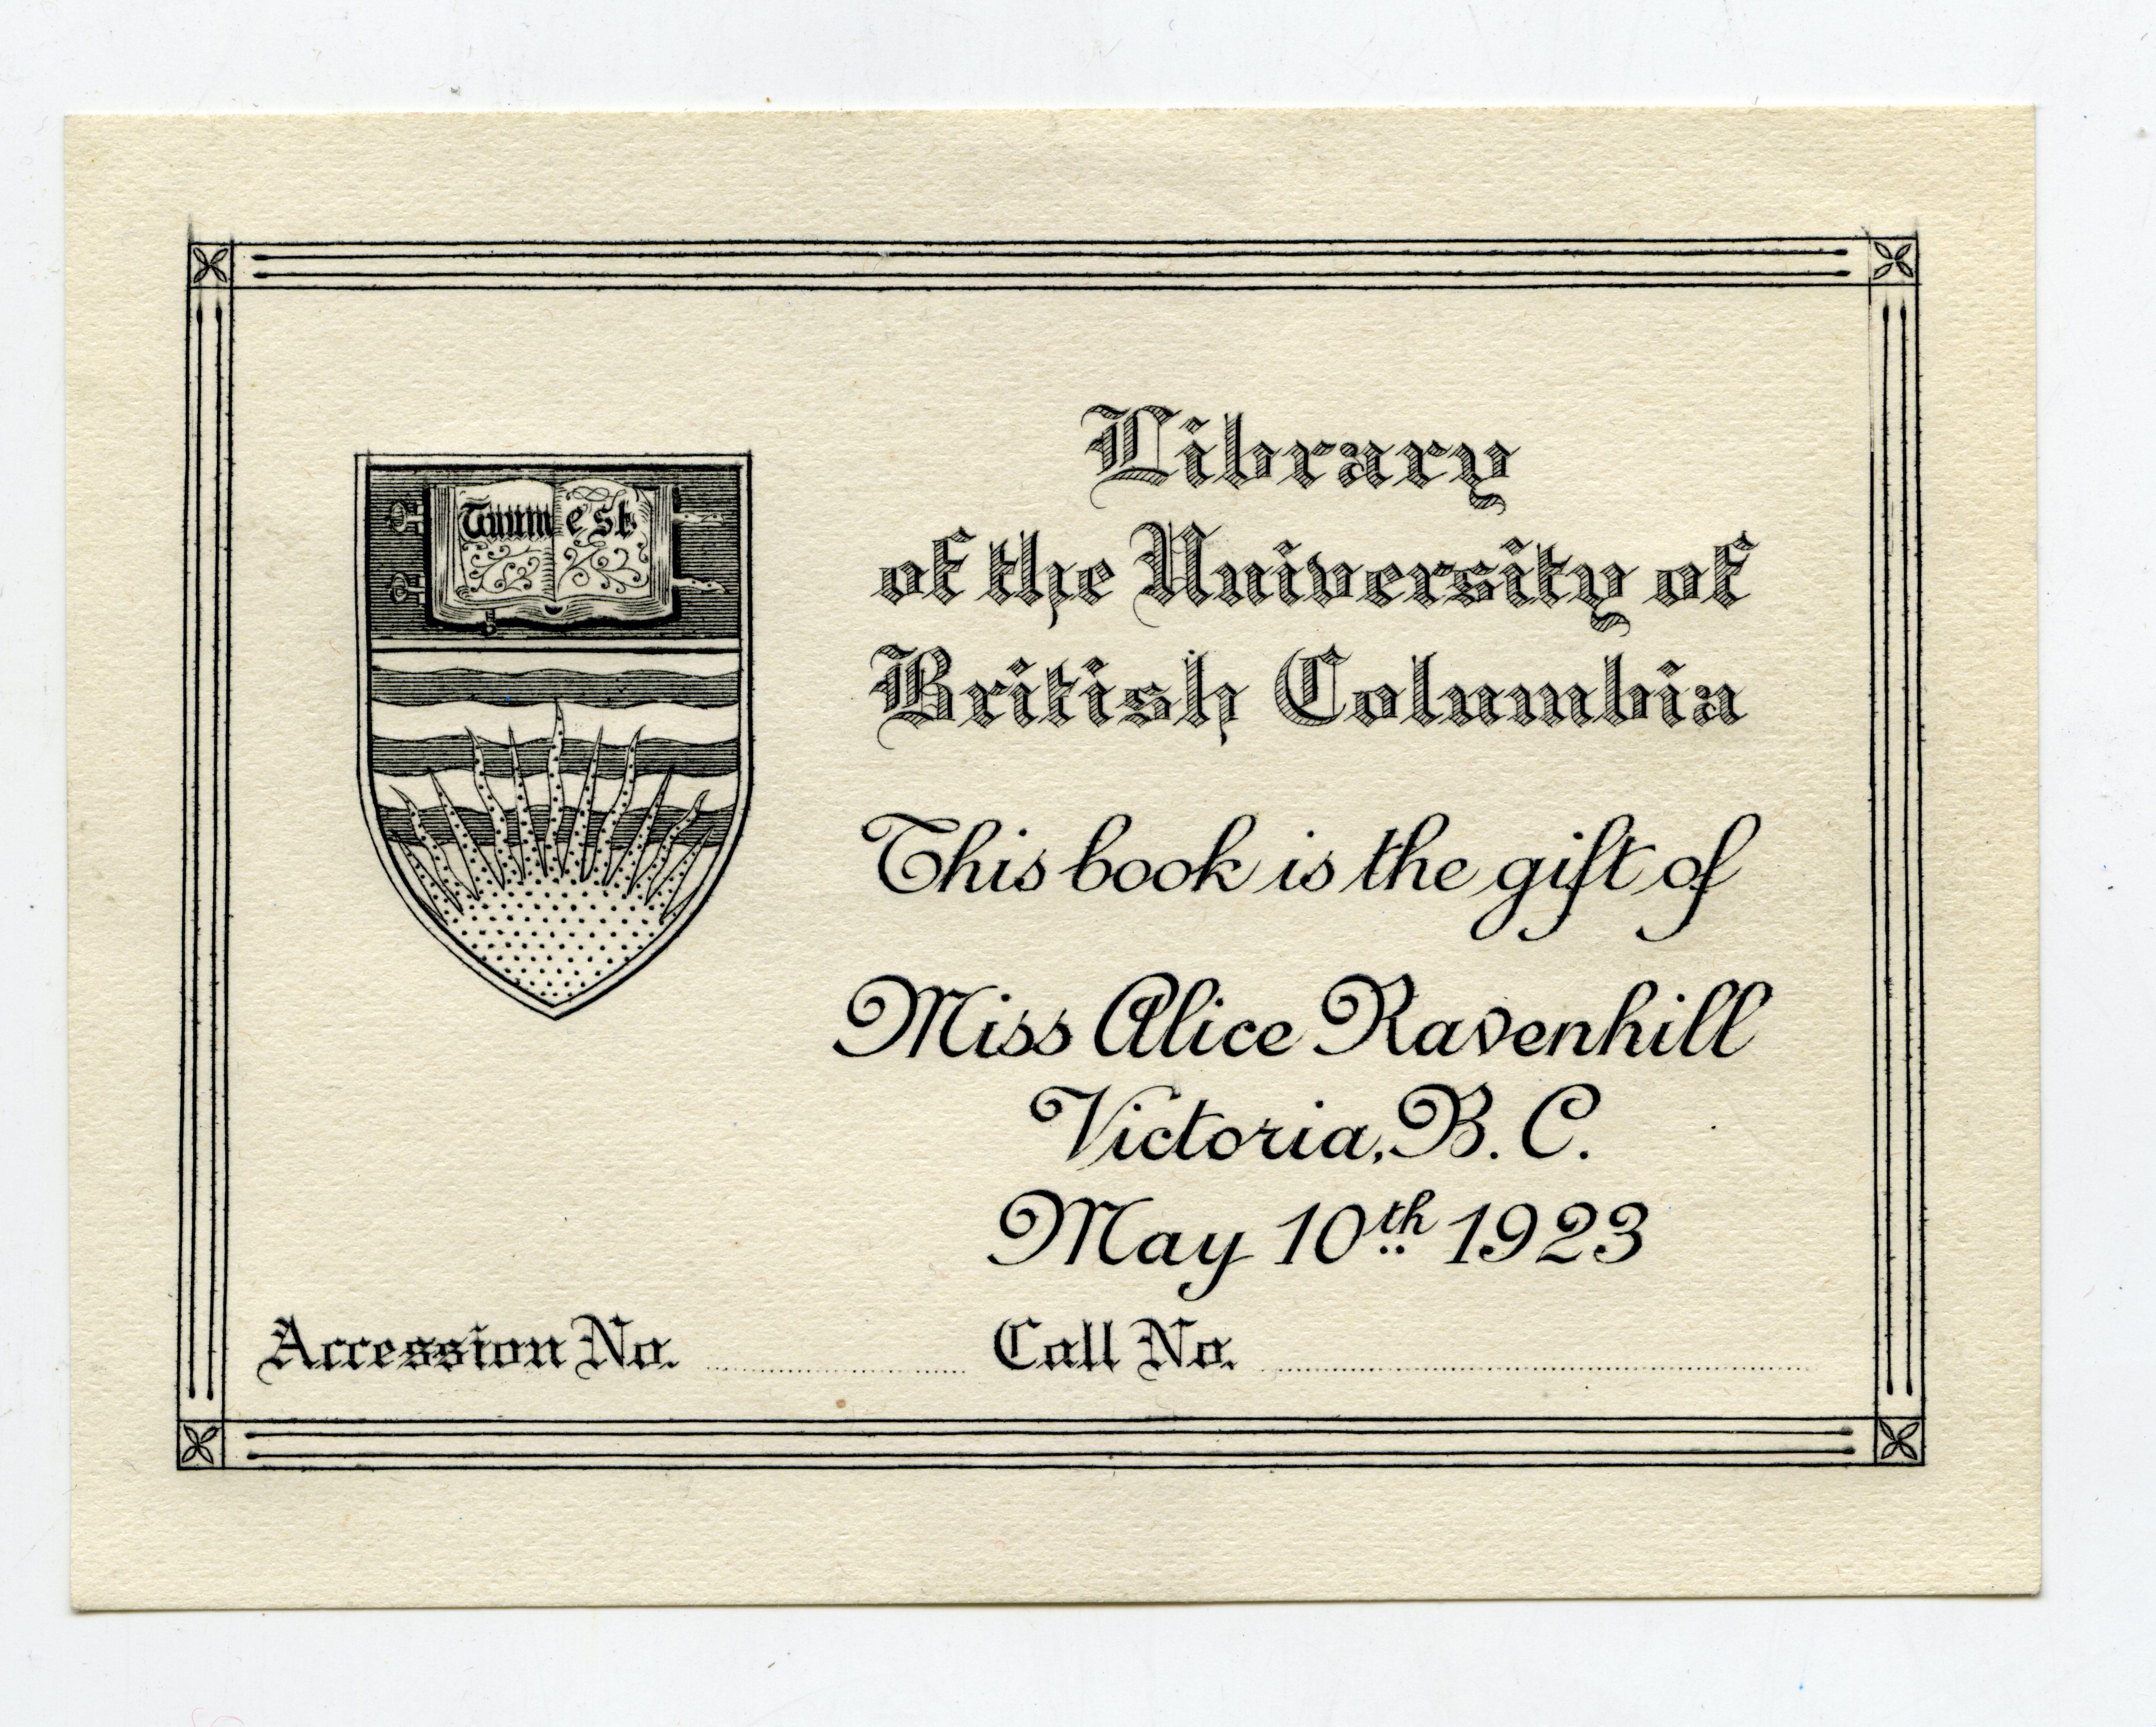 Tuum est
Library
of the University of
British Columbia
This book is the gift of
Miss Alice Ravenhill
Victoria, B. C.
May 10th 1923
Accession No. Call No.